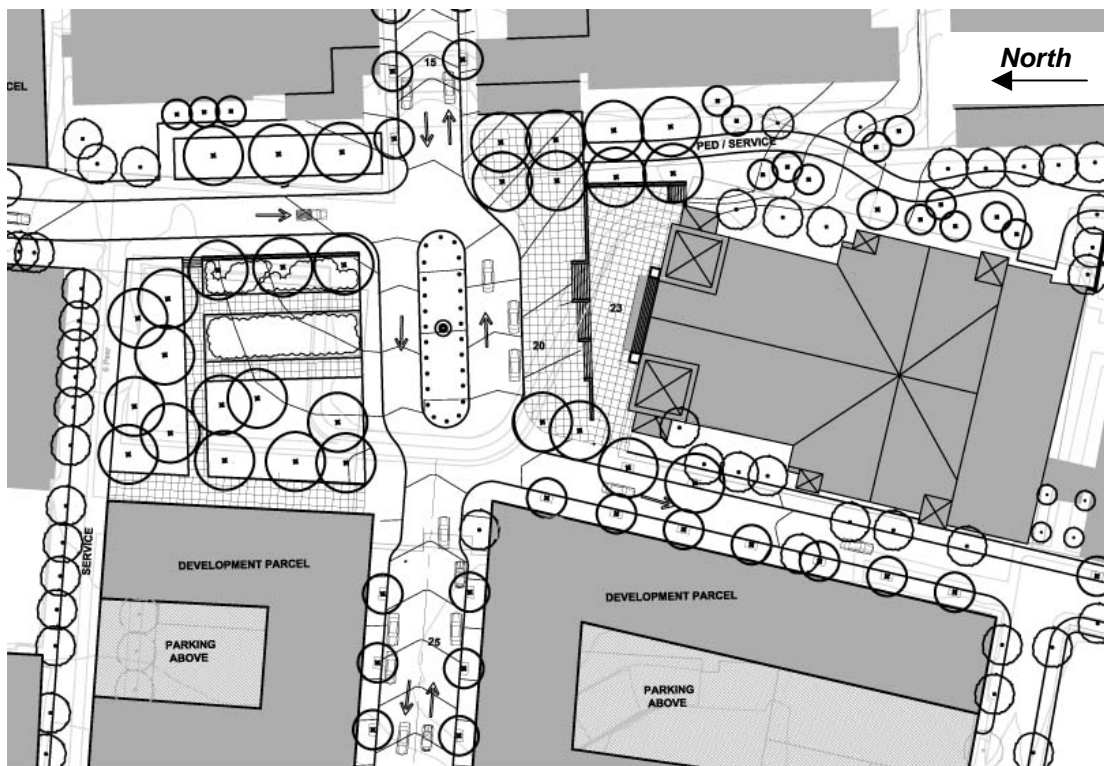 North
15
CEL
PED / SERVICE
23
20
SERVICE
DEVELOPMENT PARCEL
DEVELOPMENT PARCEL
PARKING
ABOVE
25
PARKING
ABOVE